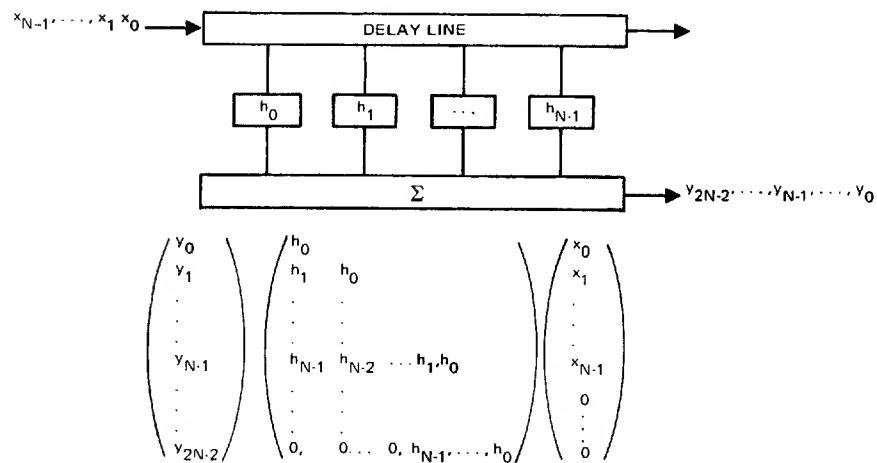 x_{N-1}, . . . , x_1 x_0
DELAY LINE
h_0 h_1 . . . h_{N-1}
Σ
y_{2N-2}, . . . , y_{N-1}, . . . , y_0
y_0 h_0 x_0
y_1 h_1 h_0 x_1
. . . .
. . . .
. . . .
y_{N-1} h_{N-1} h_{N-2} . . . h_1, h_0 x_{N-1}
. . . 0
. . . .
. . . .
y_{2N-2} 0, 0 . . . 0, h_{N-1}, . . . , h_0 0